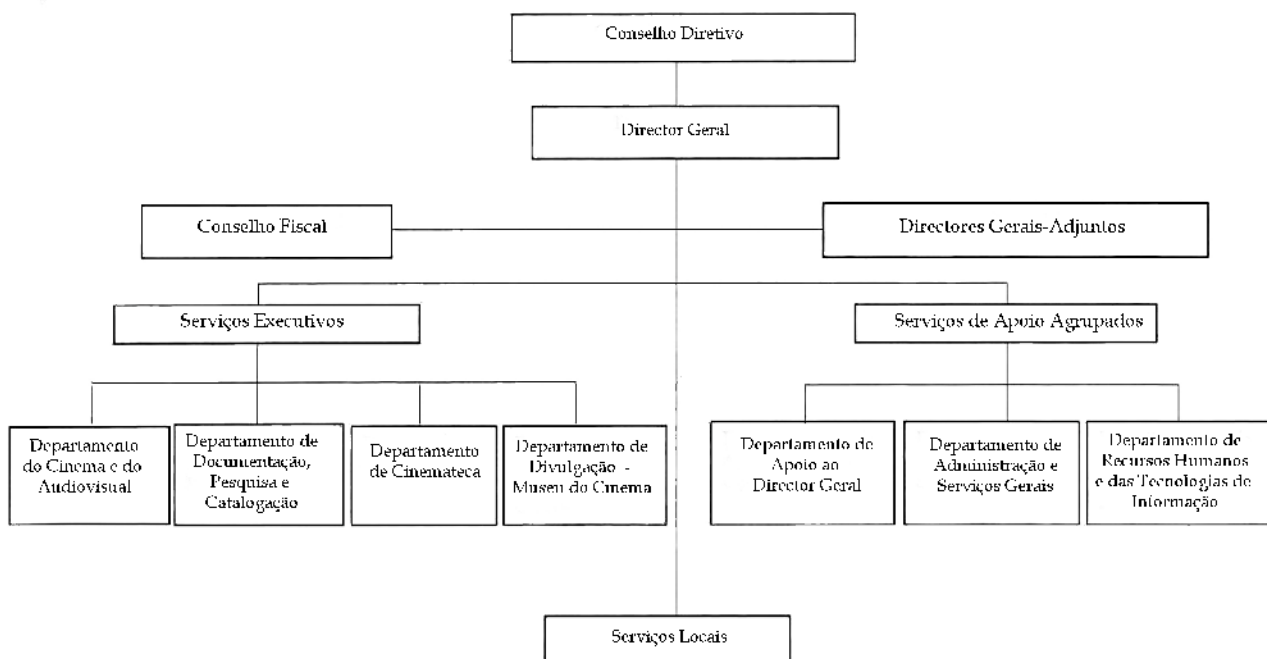 Conselho Diretivo
Director Geral
Conselho Fiscal
Directores Gerais-Adjuntos
Serviços Executivos
Serviços de Apoio Agrupados
Departamento
do Cinema e do
Audiovisual
Departamento de
Documentação,
Pesquisa e
Catalogação
Departamento
de Cinemateca
Departamento de
Divulgação -
Museu do Cinema
Departamento de
Apoio ao
Director Geral
Departamento de
Administração e
Serviços Gerais
Departamento de
Recursos Humanos
e das Tecnologias de
Informação
Serviços Locais